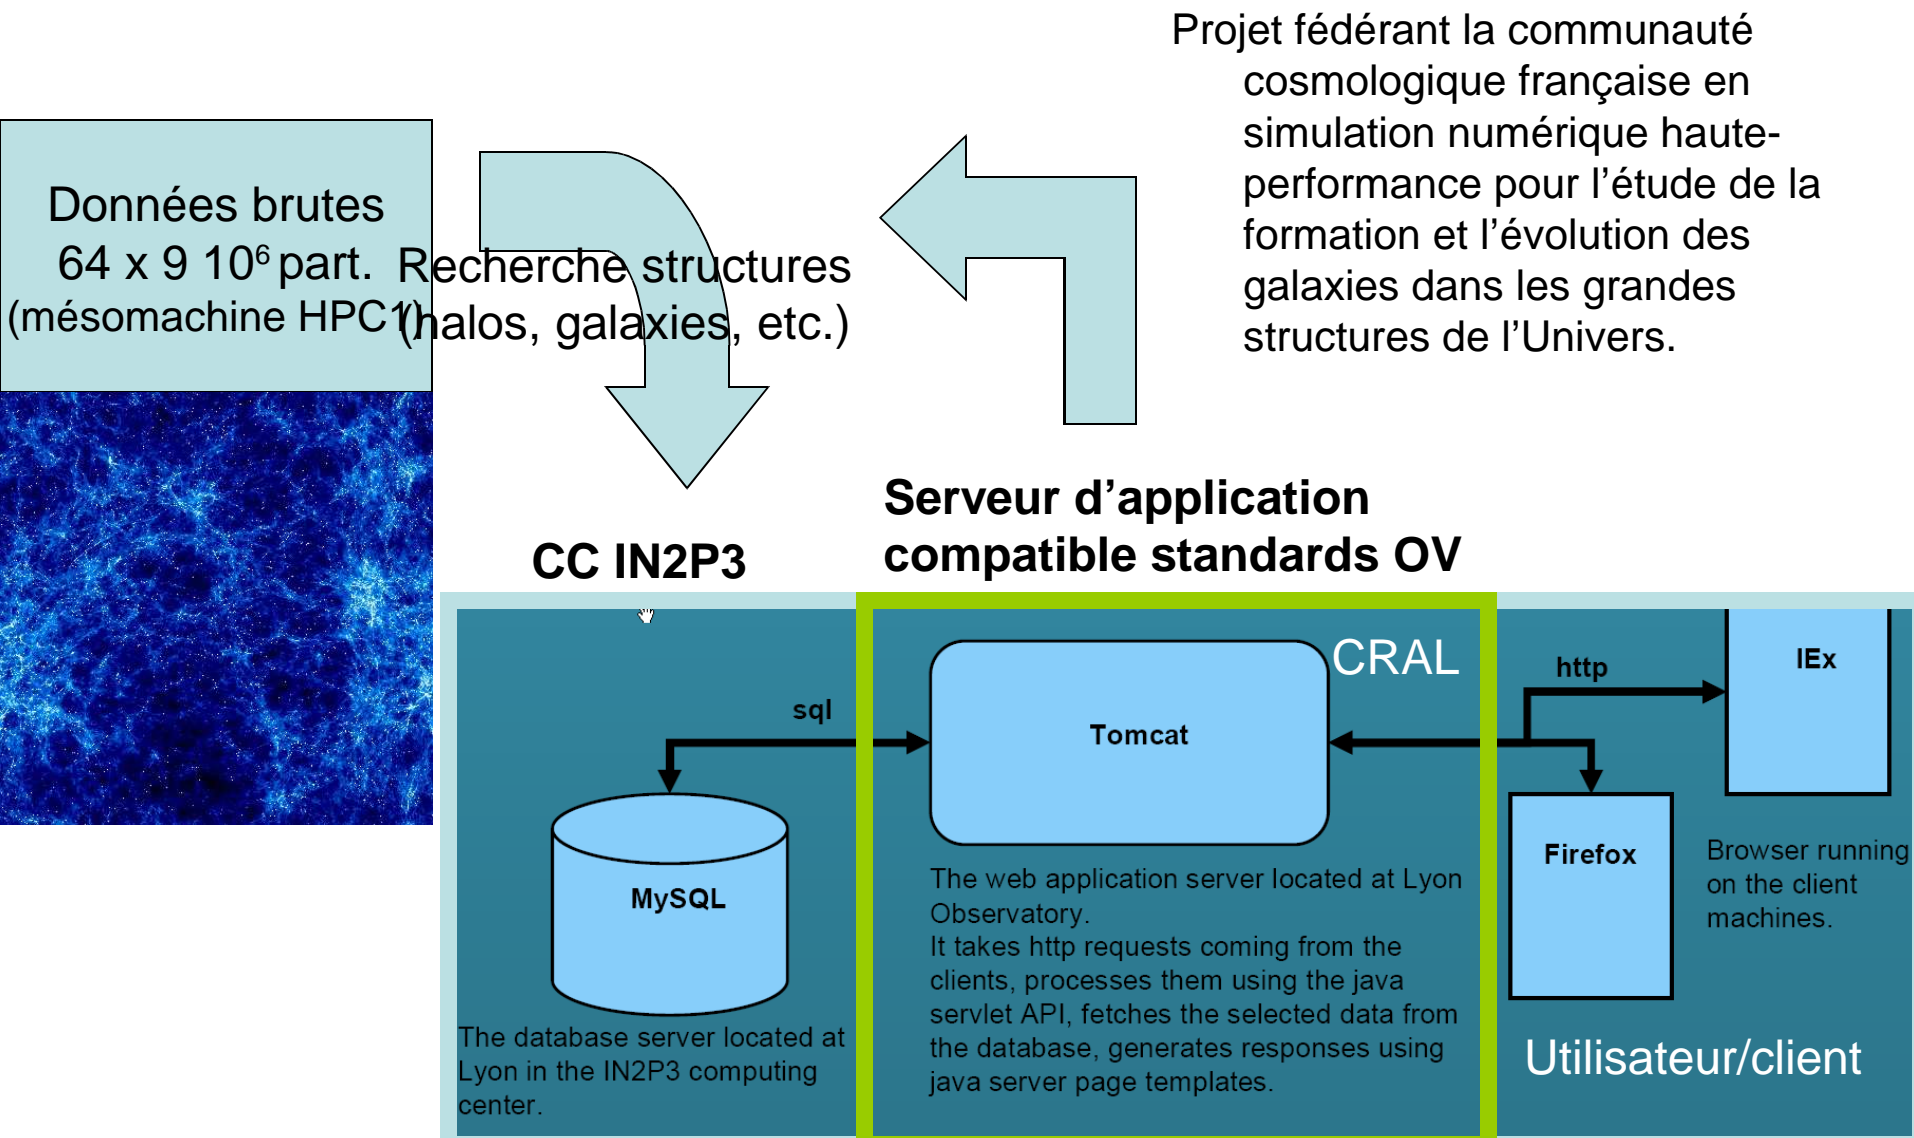 Projet fédérant la communauté
cosmologique française en
simulation numérique haute-
performance pour l’étude de la
formation et l’évolution des
galaxies dans les grandes
structures de l’Univers.
Données brutes
64 x 9 10⁶ part.
(mésomachine HPC1)
Recherche structures
(halos, galaxies, etc.)
CC IN2P3
Serveur d’application
compatible standards OV
sql
MySQL
The database server located at
Lyon in the IN2P3 computing
center.
CRAL
Tomcat
The web application server located at Lyon
Observatory.
It takes http requests coming from the
clients, processes them using the java
servlet API, fetches the selected data from
the database, generates responses using
java server page templates.
http
IEx
Firefox
Browser running
on the client
machines.
Utilisateur/client